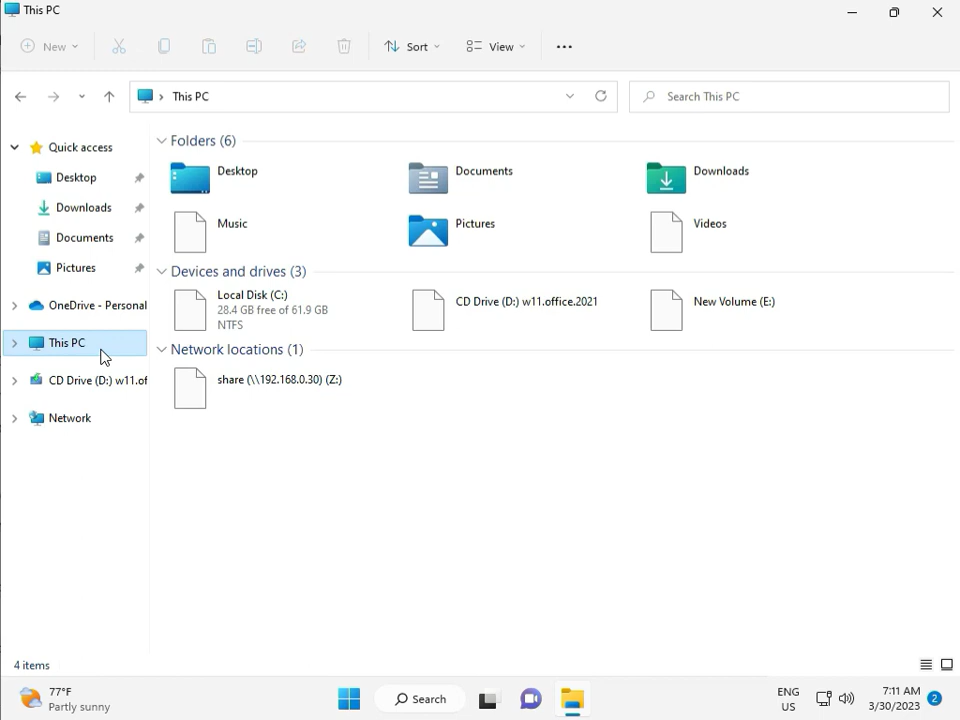 This PC
New
Sort
View
This PC
Search This PC
Quick access
Desktop
Downloads
Documents
Pictures
OneDrive - Personal
This PC
CD Drive (D:) w11.of
Network
Folders (6)
Desktop
Documents
Downloads
Music
Pictures
Videos
Devices and drives (3)
Local Disk (C:)
28.4 GB free of 61.9 GB
NTFS
CD Drive (D:) w11.office.2021
New Volume (E:)
Network locations (1)
share (\\192.168.0.30) (Z:)
4 items
77°F
Partly sunny
Search
ENG
US
7:11 AM
3/30/2023
2